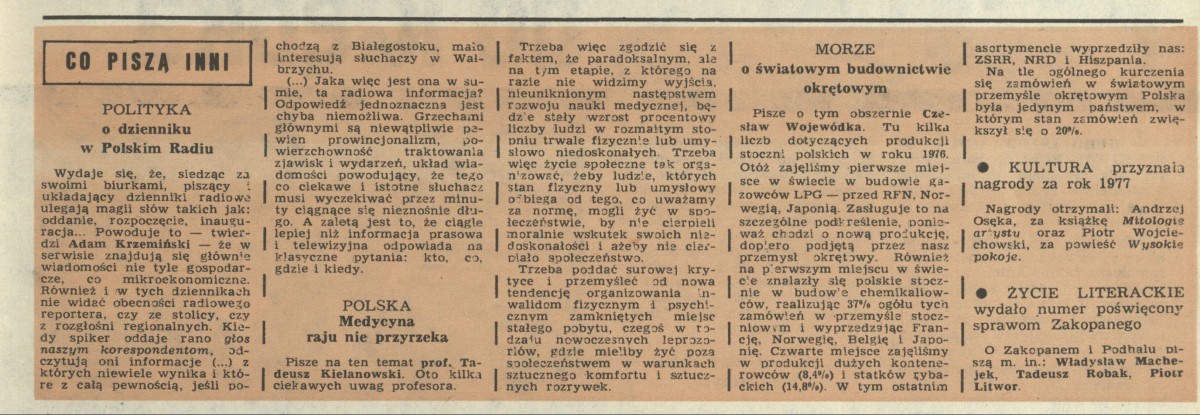 CO PISZĄ INNI
POLITYKA
o dzienniku
w Polskim Radiu
Wydaje się, że, siedząc za
swoimi biurkami, piszący i
układający dzienniki radiowe
ulegają magii słów takich jak:
oddanie, rozpoczęcie, inaugu-
racja... Powoduje to — twier-
dzi Adam Krzemiński — że w
serwisie znajdują się głównie
wiadomości nie tyle gospodar-
cze, co mikroekonomiczne.
Również i w tych dziennikach
nie widać obecności radiowego
reportera, czy ze stolicy, czy
z rozgłośni regionalnych. Kie-
dy spiker oddaje rano głos
naszym korespondentom, od-
czytują oni informacje (...) z
których niewiele wynika i któ-
re z całą pewnością, jeśli po-
chodzą z Białegostoku, mało
interesują słuchaczy w Wał-
brzychu.
(...) Jaka więc jest ona w su-
mie, ta radiowa informacja?
Odpowiedź jednoznaczna jest
chyba niemożliwa. Grzechami
głównymi są niewątpliwie pe-
wien prowincjonalizm, po-
wierzchowność traktowania
zjawisk i wydarzeń, układ wia-
domości powodujący, że tego
co ciekawe i istotne słuchacz
musi wyczekiwać przez minu-
ty ciągnące się nieznośnie dłu-
go. A zaletą jest to, że ciągle
lepiej niż informacja prasowa
i telewizyjna odpowiada na
klasyczne pytania: kto, co,
gdzie i kiedy.
POLSKA
Medycyna
raju nie przyrzeka
Pisze na ten temat prof. Ta-
deusz Kielanowski. Oto kilka
ciekawych uwag profesora.
Trzeba więc zgodzić się z
faktem, że paradoksalnym, ale
na tym etapie, z którego na
razie nie widzimy wyjścia,
nieuniknionym następstwem
rozwoju nauki medycznej, bę-
dzie stały wzrost procentowy
liczby ludzi w rozmaitym sto-
pniu trwale fizycznie lub umy-
słowo niedoskonałych. Trzeba
więc życie społeczne tak orga-
nizować, żeby ludzie, których
stan fizyczny lub umysłowy
odbiega od tego, co uważamy
za normę, mogli żyć w spo-
łeczeństwie, by nie cierpieli
moralnie wskutek swoich nie-
doskonałości i ażeby nie cier-
piało społeczeństwo.
Trzeba poddać surowej kry-
tyce i przemyśleć od nowa
tendencję organizowania in-
walidom fizycznym i psychi-
cznym zamkniętych miejsc
stałego pobytu, czegoś w ro-
dzaju nowoczesnych leprozo-
riów, gdzie mieliby żyć poza
społeczeństwem w warunkach
sztucznego komfortu i sztucz-
nych rozrywek.
MORZE
o światowym budownictwie
okrętowym
Pisze o tym obszernie Cze-
sław Wojewódka. Tu kilka
liczb dotyczących produkcji
stoczni polskich w roku 1976.
Otóż zajęliśmy pierwsze miej-
sce w świecie w budowie ga-
zowców LPG — przed RFN, Nor-
wegią, Japonią. Zasługuje to na
szczególne podkreślenie, ponie-
waż chodzi o nową produkcję,
dopiero podjętą przez nasz
przemysł okrętowy. Również
na pierwszym miejscu w świe-
cie znalazły się polskie stocz-
nie w budowie chemikaliow-
ców, realizując 37% ogółu tych
zamówień w przemyśle stocz-
niowym i wyprzedzając Fran-
cję, Norwegię, Belgię i Japo-
nię. Czwarte miejsce zajęliśmy
w produkcji dużych kontene-
rowców (8,4%) i statków ryba-
ckich (14,8%). W tym ostatnim
asortymencie wyprzedziły nas:
ZSRR, NRD i Hiszpania.
Na tle ogólnego kurczenia
się zamówień w światowym
przemyśle okrętowym Polska
była jedynym państwem, w
którym stan zamówień zwię-
kszył się o 20%.
● KULTURA przyznała
nagrody za rok 1977
Nagrody otrzymali: Andrzej
Osęka, za książkę Mitologie
artysty oraz Piotr Wojcie-
chowski, za powieść Wysokie
pokoje.
● ŻYCIE LITERACKIE
wydało numer poświęcony
sprawom Zakopanego
O Zakopanem i Podhalu pi-
szą m. in.: Władysław Mache-
jek, Tadeusz Robak, Piotr
Litwor.